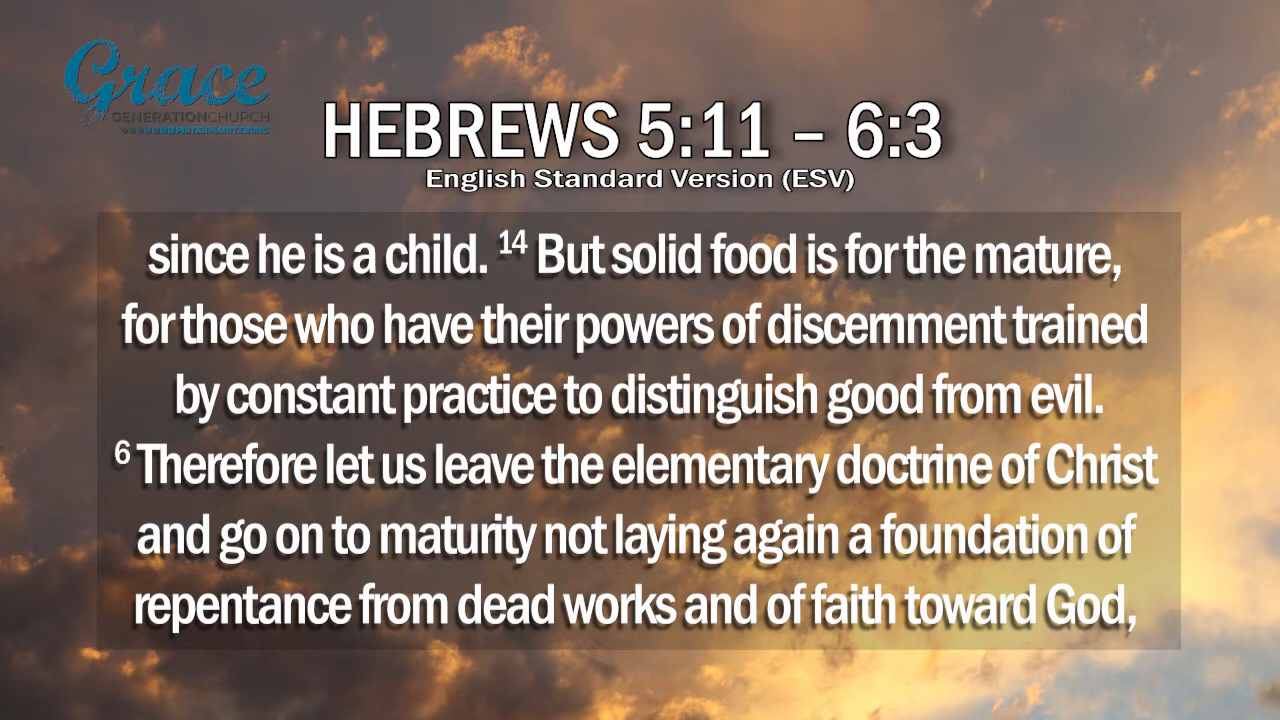 Grace
GENERATIONCHURCH
PIETERMARITZBURG
HEBREWS 5:11 – 6:3
English Standard Version (ESV)
since he is a child. 14 But solid food is for the mature,
for those who have their powers of discernment trained
by constant practice to distinguish good from evil.
6 Therefore let us leave the elementary doctrine of Christ
and go on to maturity not laying again a foundation of
repentance from dead works and of faith toward God,